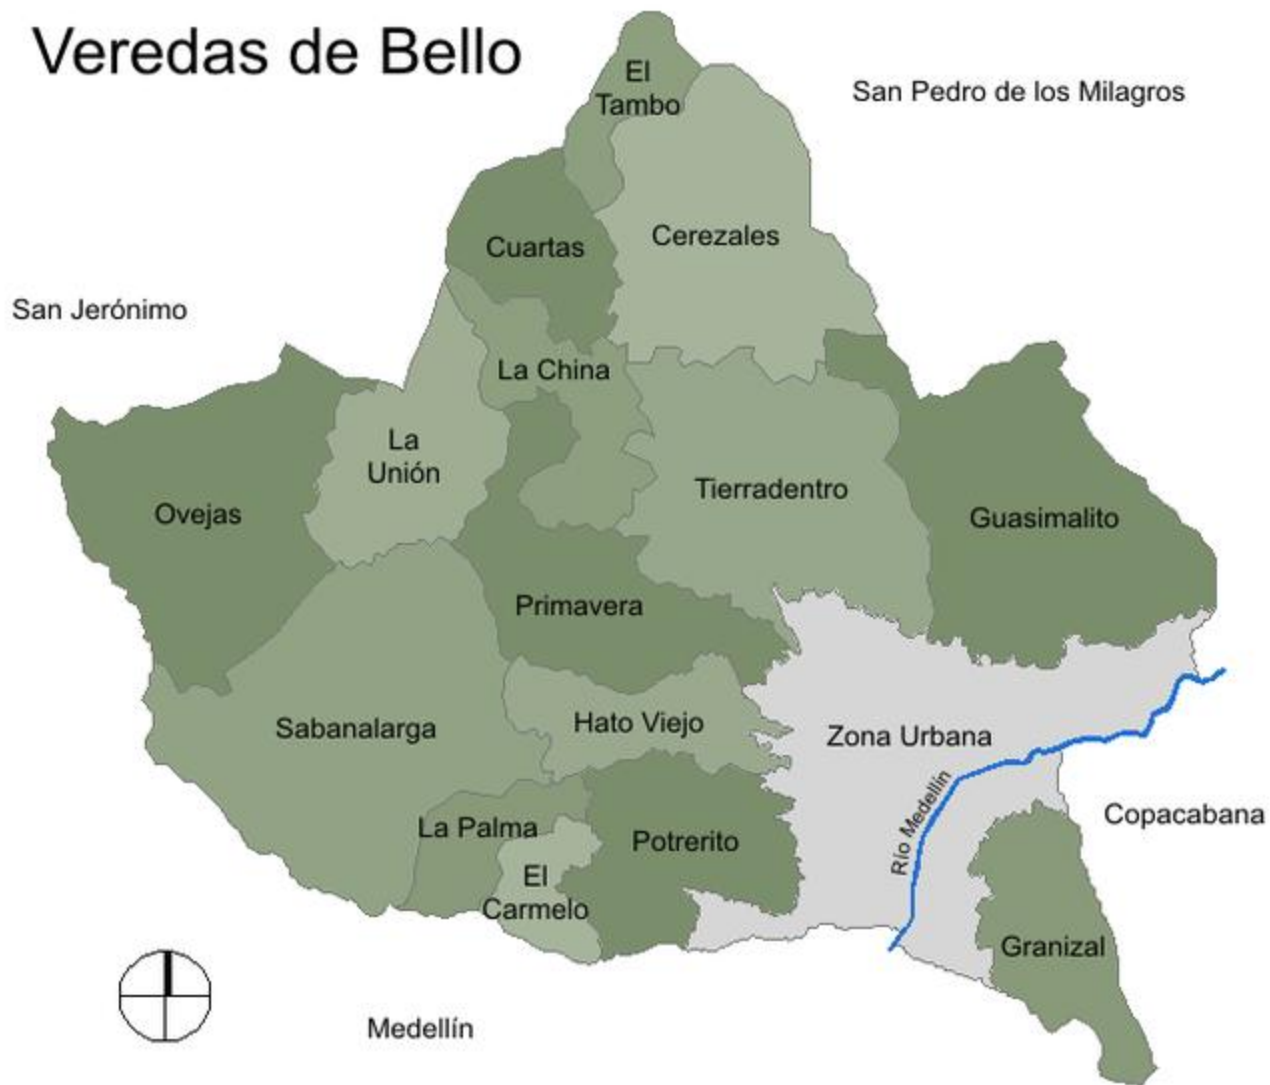 Veredas de Bello
El
Tambo
San Pedro de los Milagros
Cerezales
Cuartas
San Jerónimo
La China
La
Unión
Tierradentro
Ovejas
Guasimalito
Primavera
Hato Viejo
Sabanalarga
Zona Urbana
Río Medellín
Copacabana
La Palma
Potrerito
El
Carmelo
Granizal
Medellín